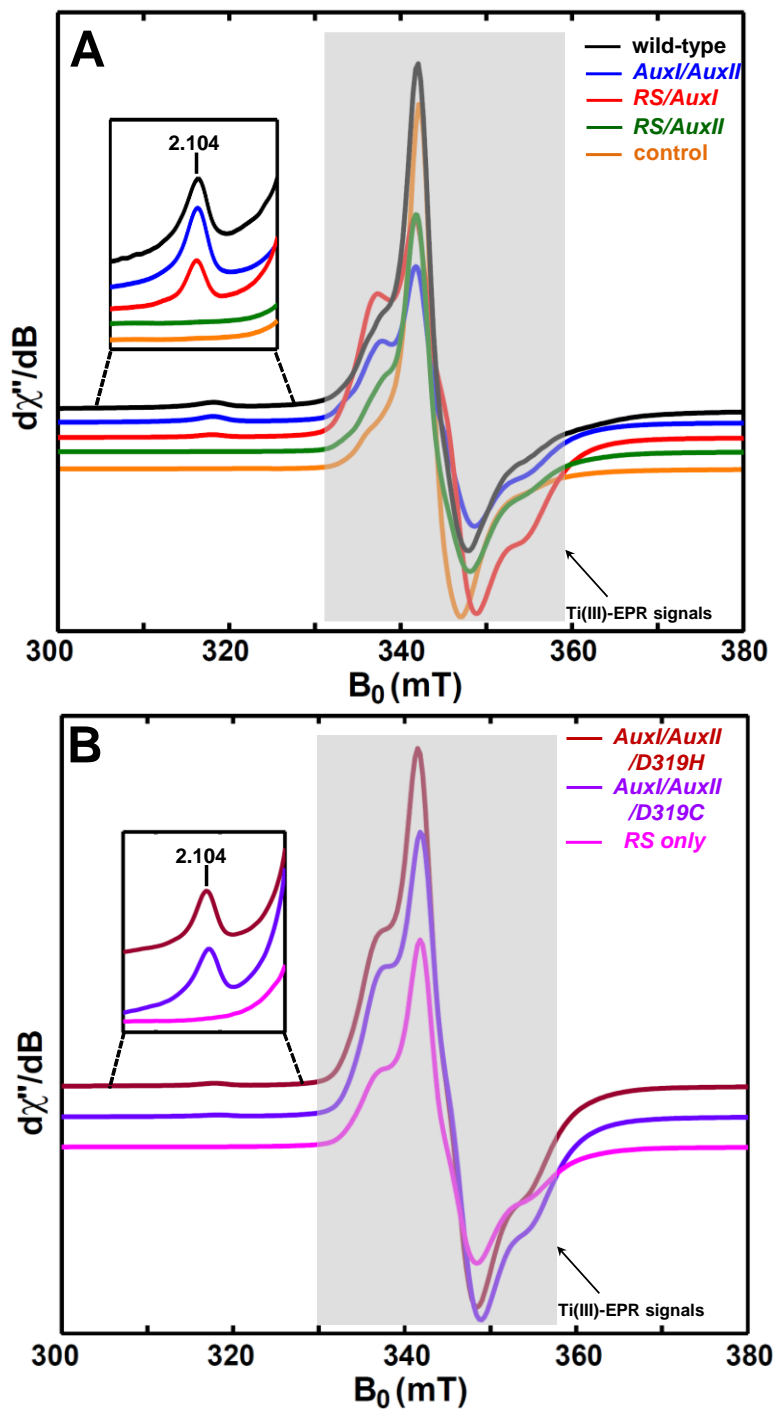 A
wild-type
AuxI/AuxII
RS/AuxI
RS/AuxII
control
2.104
dχ"/dB
Ti(III)-EPR signals
300 320 340 360 380
B0 (mT)
B
AuxI/AuxII
/D319H
AuxI/AuxII
/D319C
RS only
2.104
dχ"/dB
Ti(III)-EPR signals
300 320 340 360 380
B0 (mT)